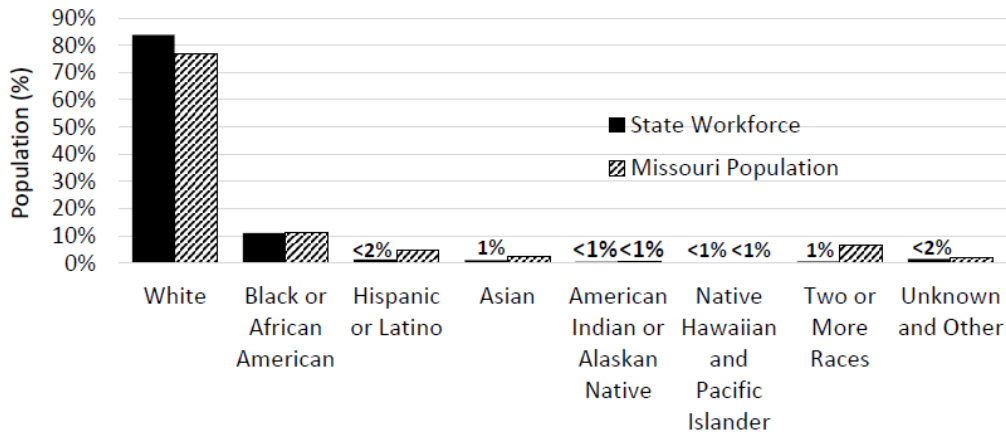 90%
80%
70%
60%
50%
40%
30%
20%
10%
0%
Population (%)
State Workforce
Missouri Population
<2%
1%
<1% <1%
<1% <1%
1%
<2%
White
Black or
African
American
Hispanic
or Latino
Asian
American
Indian or
Alaskan
Native
Native
Hawaiian
and
Pacific
Islander
Two or
More
Races
Unknown
and Other